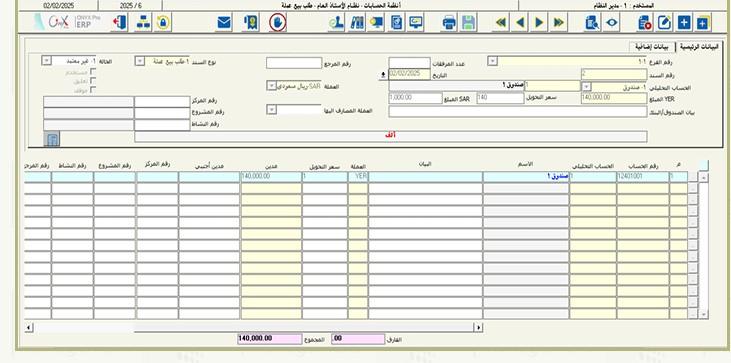 المستخدم : 1 - مدير النظام
أنظمة الحسابات - نظام الأستاذ العام - طلب بيع عملة
2025 / 6
02/02/2025
ONYX Pro
ERP
البيانات الرئيسية
بيانات إضافية
رقم الفرع 1-1
عدد المرفقات
رقم المرجع
نوع السند 1-طلب بيع عملة
الحالة 1- غير معتمد
رقم السند 2
التاريخ 02/02/2025
مستخدم
الحساب التحليلي 1- صندوق
1 صندوق 1
العملة SAR-ريال سعودي
تعليق
موقف
YER المبلغ 140,000.00
سعر التحويل 140
SAR المبلغ 1,000.00
رقم المركز
بيان الصندوق/البنك
العملة المصارف اليها
رقم المشروع
رقم النشاط
ألف
م
رقم الحساب
الحساب التحليلي
الأسم
البيان
العملة
سعر التحويل
مدين
مدين أجنبي
رقم المركز
رقم المشروع
رقم النشاط
رقم المرجع
1
12401001
1
صندوق 1
YER
1
140,000.00
الفارق .00
المجموع 140,000.00